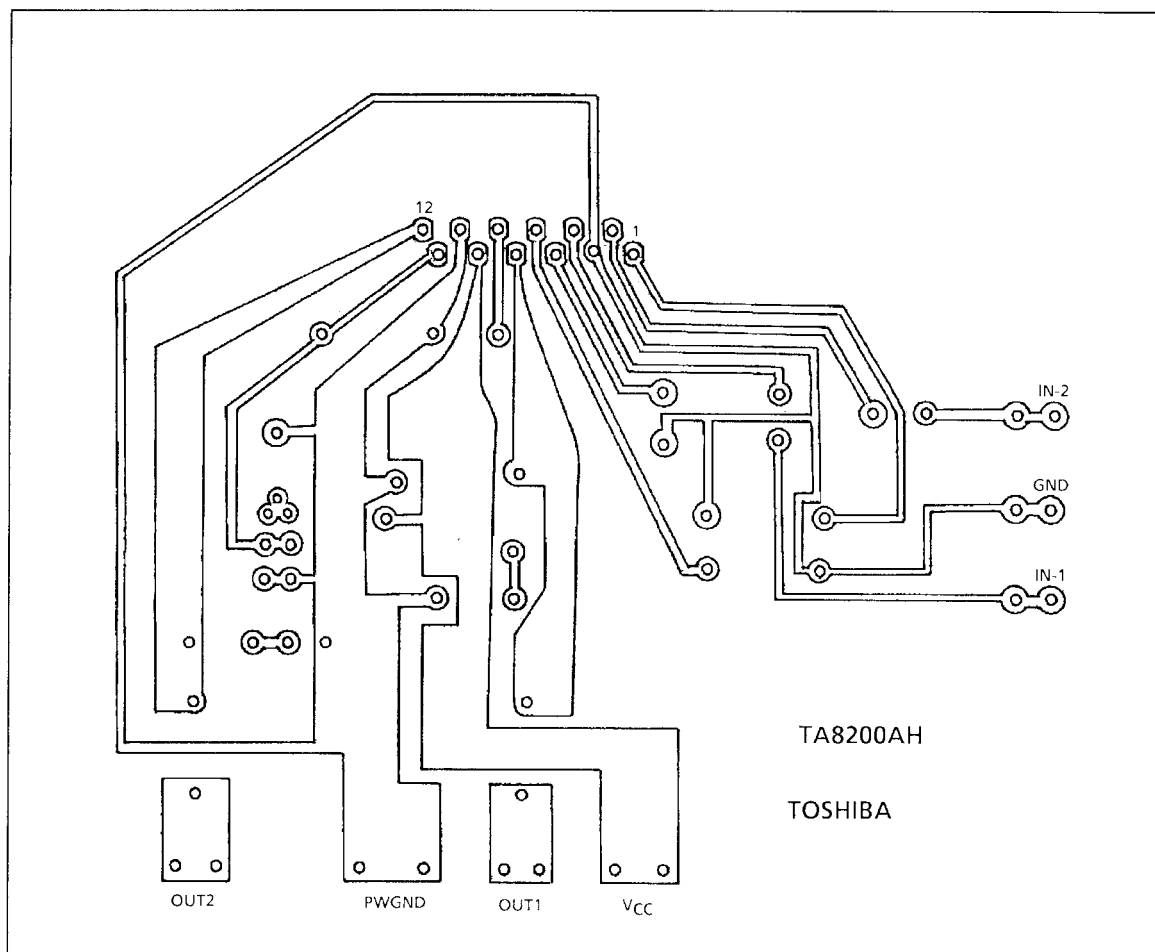 12
1
IN-2
GND
IN-1
TA8200AH
TOSHIBA
OUT2
PWGND
OUT1
VCC